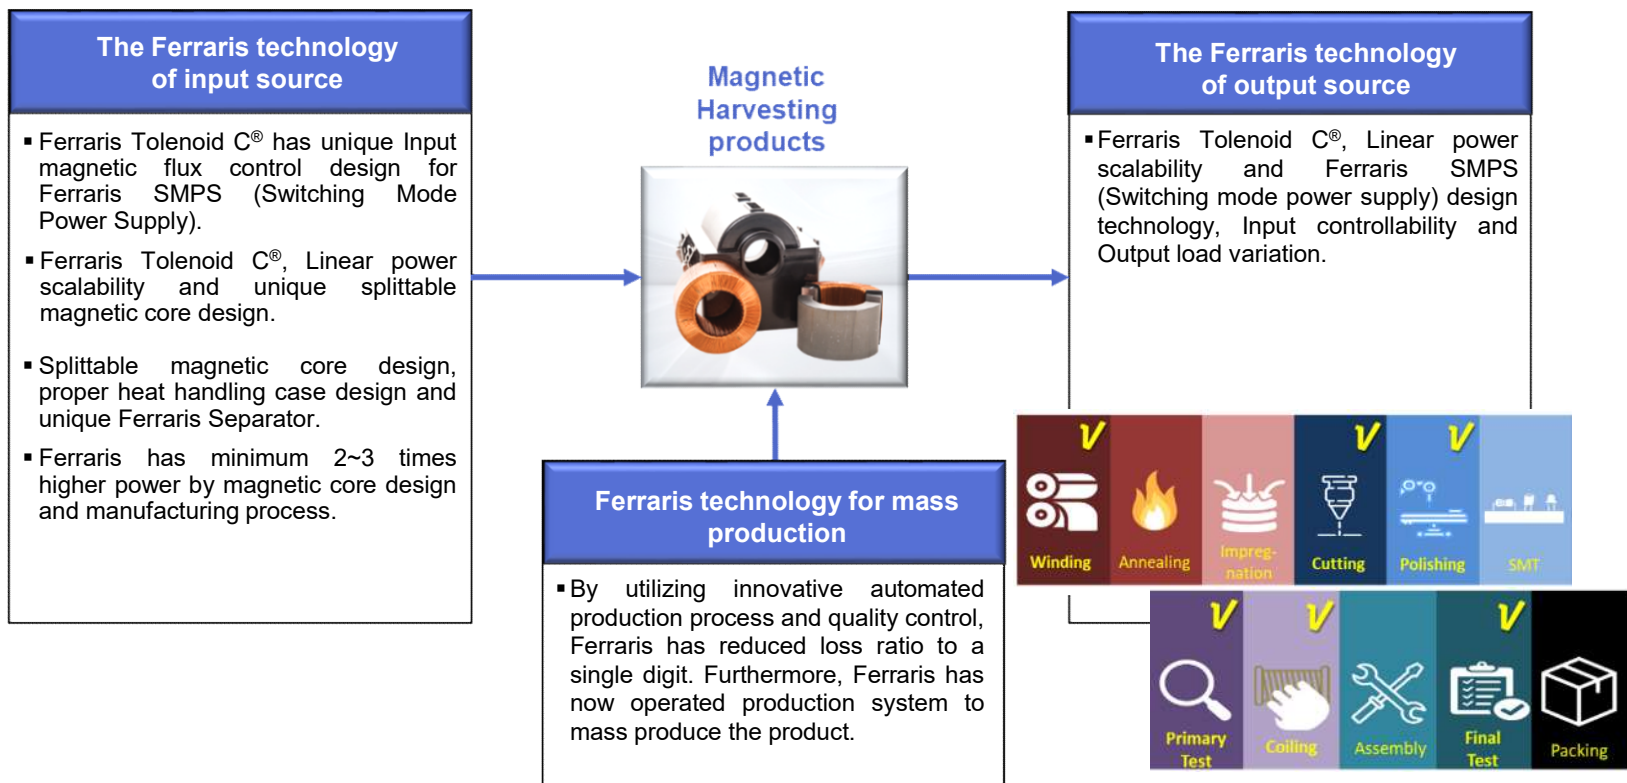 The Ferraris technology
of input source
▪ Ferraris Tolenoid C® has unique Input
magnetic flux control design for
Ferraris SMPS (Switching Mode
Power Supply).
▪ Ferraris Tolenoid C®, Linear power
scalability and unique splittable
magnetic core design.
▪ Splittable magnetic core design,
proper heat handling case design and
unique Ferraris Separator.
▪ Ferraris has minimum 2~3 times
higher power by magnetic core design
and manufacturing process.
Magnetic
Harvesting
products
Ferraris technology for mass
production
▪ By utilizing innovative automated
production process and quality control,
Ferraris has reduced loss ratio to a
single digit. Furthermore, Ferraris has
now operated production system to
mass produce the product.
The Ferraris technology
of output source
▪ Ferraris Tolenoid C®, Linear power
scalability and Ferraris SMPS
(Switching mode power supply) design
technology, Input controllability and
Output load variation.
V V V
Winding Annealing Impreg- Cutting Polishing SMT
nation
V V V
Primary Coiling Assembly Final Packing
Test Test